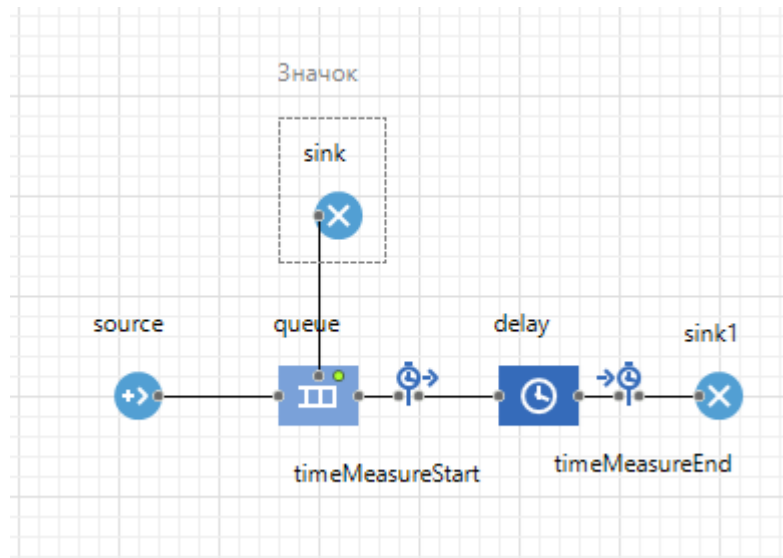 Значок
sink
source
queue
delay
sink1
timeMeasureStart
timeMeasureEnd